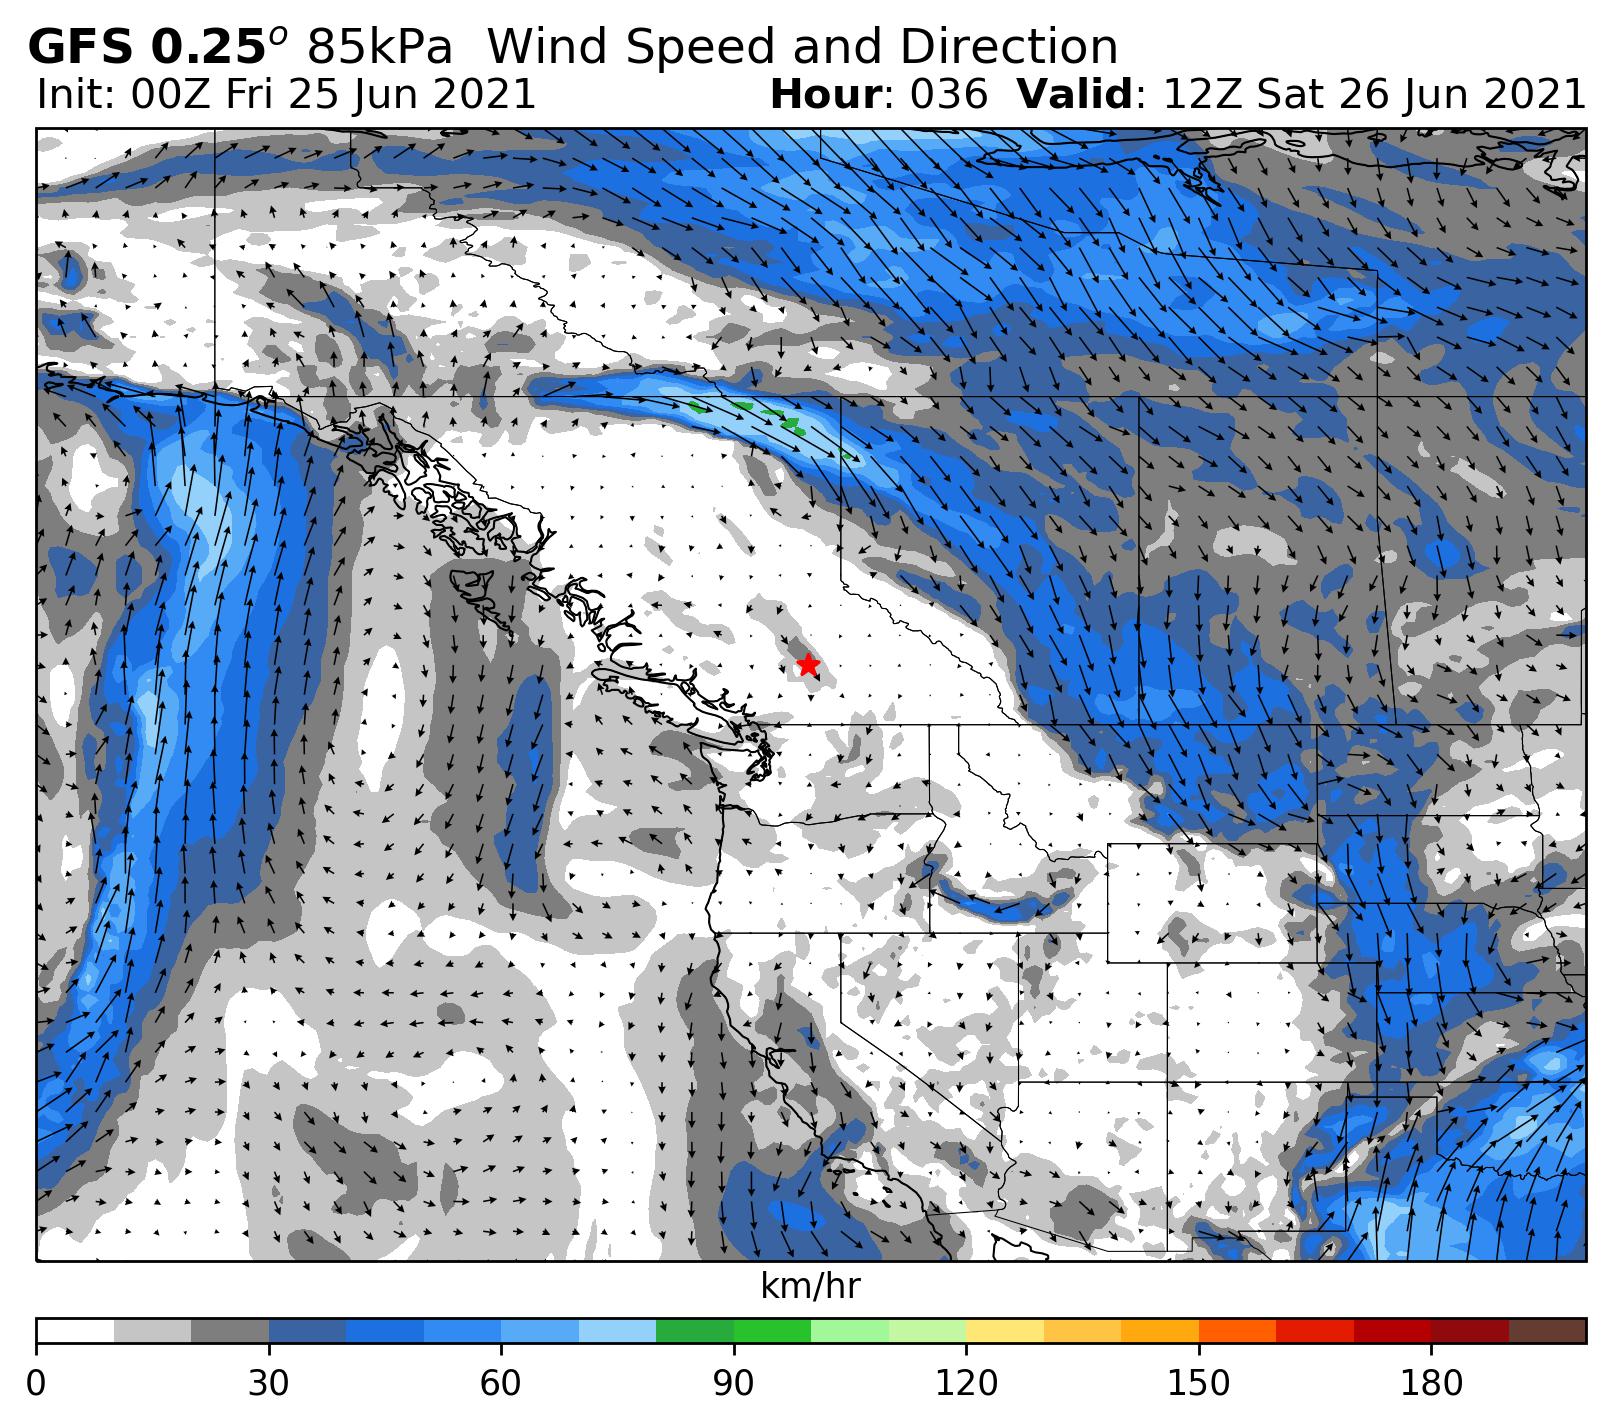 GFS 0.25° 85kPa Wind Speed and Direction
Init: 00Z Fri 25 Jun 2021 Hour: 036 Valid: 12Z Sat 26 Jun 2021
km/hr
0 30 60 90 120 150 180